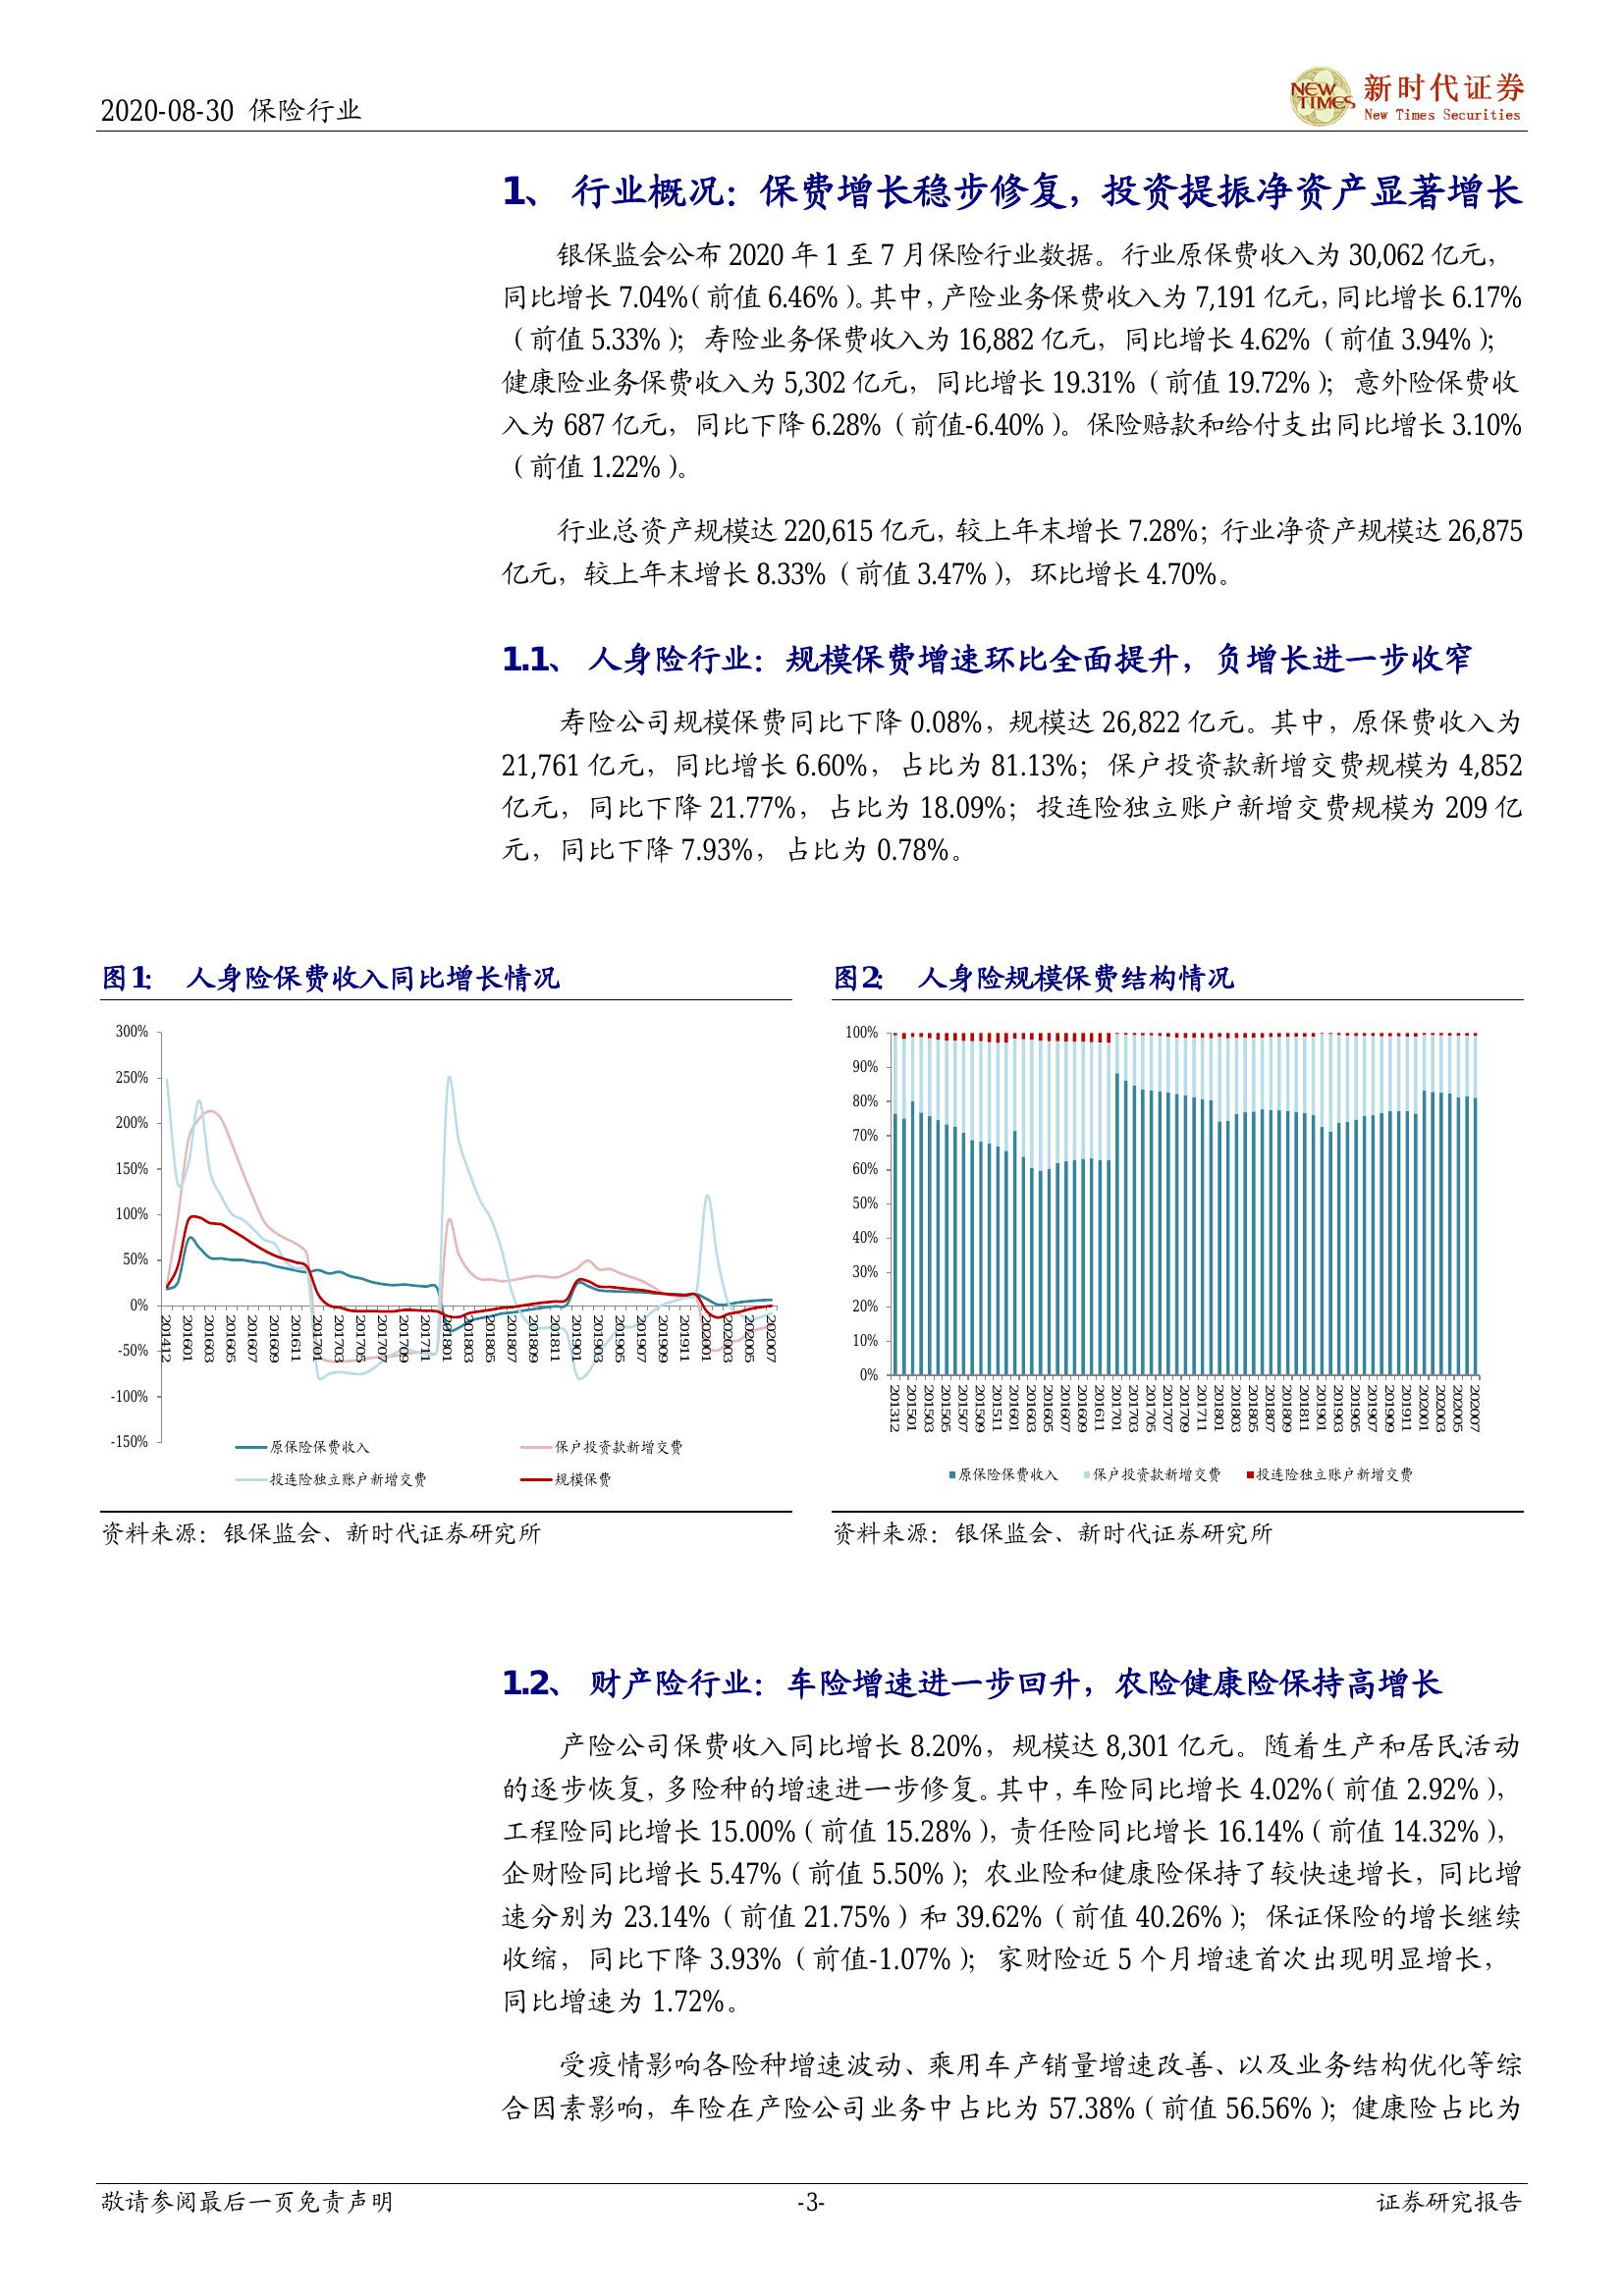 2020-08-30 保险行业
NEW TIMES
新时代证券
New Times Securities
1、 行业概况：保费增长稳步修复，投资提振净资产显著增长
银保监会公布 2020 年 1 至 7 月保险行业数据。行业原保费收入为 30,062 亿元，
同比增长 7.04%（前值 6.46%）。其中，产险业务保费收入为 7,191 亿元，同比增长 6.17%
（前值 5.33%）；寿险业务保费收入为 16,882 亿元，同比增长 4.62%（前值 3.94%）；
健康险业务保费收入为 5,302 亿元，同比增长 19.31%（前值 19.72%）；意外险保费收
入为 687 亿元，同比下降 6.28%（前值-6.40%）。保险赔款和给付支出同比增长 3.10%
（前值 1.22%）。
行业总资产规模达 220,615 亿元，较上年末增长 7.28%；行业净资产规模达 26,875
亿元，较上年末增长 8.33%（前值 3.47%），环比增长 4.70%。
1.1、 人身险行业：规模保费增速环比全面提升，负增长进一步收窄
寿险公司规模保费同比下降 0.08%，规模达 26,822 亿元。其中，原保费收入为
21,761 亿元，同比增长 6.60%，占比为 81.13%；保户投资款新增交费规模为 4,852
亿元，同比下降 21.77%，占比为 18.09%；投连险独立账户新增交费规模为 209 亿
元，同比下降 7.93%，占比为 0.78%。
图1： 人身险保费收入同比增长情况
300%
250%
200%
150%
100%
50%
0%
-50%
-100%
-150%
201412
201601
201603
201605
201607
201609
201611
201701
201703
201705
201707
201709
201711
201801
201803
201805
201807
201809
201811
201901
201903
201905
201907
201909
201911
202001
202003
202005
202007
原保险保费收入
保户投资款新增交费
投连险独立账户新增交费
规模保费
资料来源：银保监会、新时代证券研究所
图2： 人身险规模保费结构情况
100%
90%
80%
70%
60%
50%
40%
30%
20%
10%
0%
201312
201501
201503
201505
201507
201509
201511
201601
201603
201605
201607
201609
201611
201701
201703
201705
201707
201709
201711
201801
201803
201805
201807
201809
201811
201901
201903
201905
201907
201909
201911
202001
202003
202005
202007
原保险保费收入
保户投资款新增交费
投连险独立账户新增交费
资料来源：银保监会、新时代证券研究所
1.2、 财产险行业：车险增速进一步回升，农险健康险保持高增长
产险公司保费收入同比增长 8.20%，规模达 8,301 亿元。随着生产和居民活动
的逐步恢复，多险种的增速进一步修复。其中，车险同比增长 4.02%（前值 2.92%），
工程险同比增长 15.00%（前值 15.28%），责任险同比增长 16.14%（前值 14.32%），
企财险同比增长 5.47%（前值 5.50%）；农业险和健康险保持了较快速增长，同比增
速分别为 23.14%（前值 21.75%）和 39.62%（前值 40.26%）；保证保险的增长继续
收缩，同比下降 3.93%（前值-1.07%）；家财险近 5 个月增速首次出现明显增长，
同比增速为 1.72%。
受疫情影响各险种增速波动、乘用车产销量增速改善、以及业务结构优化等综
合因素影响，车险在产险公司业务中占比为 57.38%（前值 56.56%）；健康险占比为
敬请参阅最后一页免责声明
-3-
证券研究报告